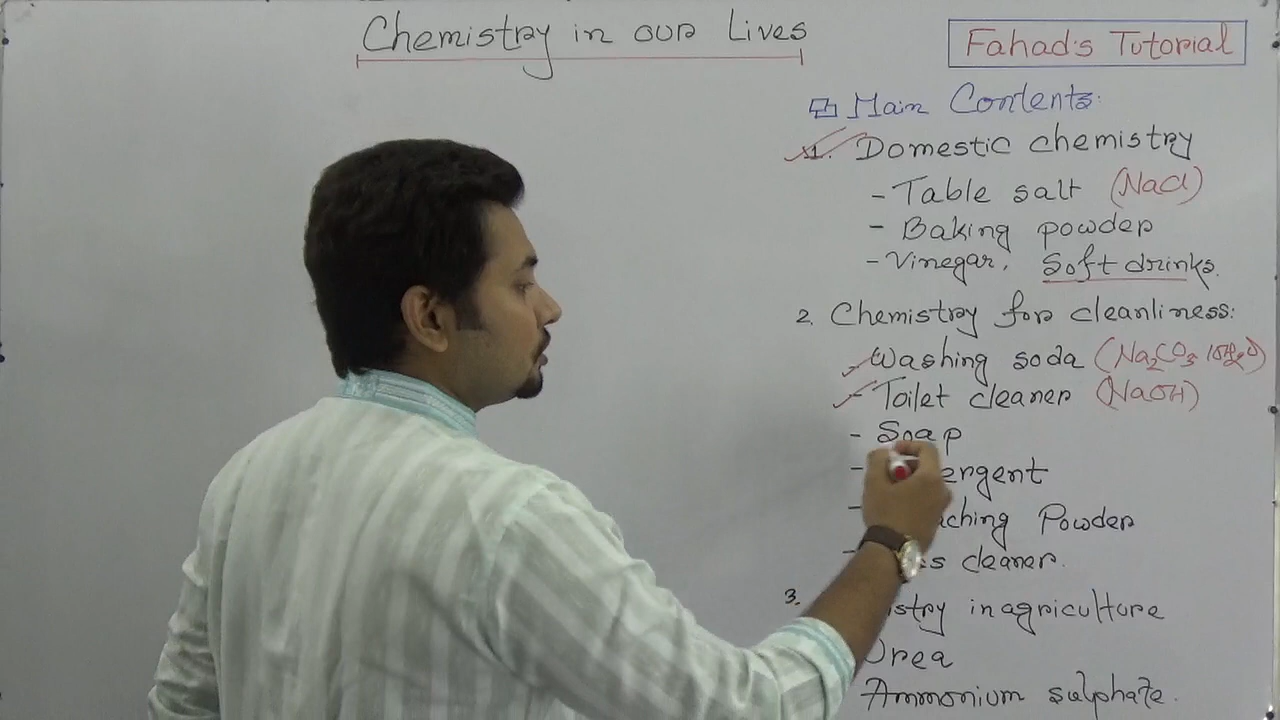 Chemistry in our Lives
Fahad's Tutorial
Main Contents:
1. Domestic chemistry
- Table salt (NaCl)
- Baking powder
- Vinegar, Soft drinks.
2. Chemistry for cleanliness:
- Washing soda (Na2CO3 10H2O)
- Toilet cleaner (NaOH)
- Soap
- ergent
- ching Powder
- s cleaner.
3. istry in agriculture
Urea
Ammonium sulphate.